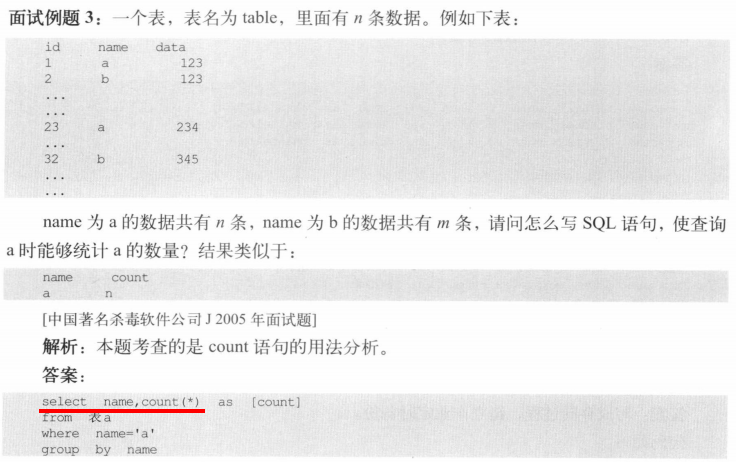 面试例题 3：一个表，表名为 table，里面有 n 条数据。例如下表：
id name data
1 a 123
2 b 123
...
...
23 a 234
...
32 b 345
...
...
name 为 a 的数据共有 n 条，name 为 b 的数据共有 m 条，请问怎么写 SQL 语句，使查询
a 时能够统计 a 的数量？结果类似于：
name count
a n
[中国著名杀毒软件公司 J 2005 年面试题]
解析：本题考查的是 count 语句的用法分析。
答案：
select name,count(*) as [count]
from 表a
where name='a'
group by name